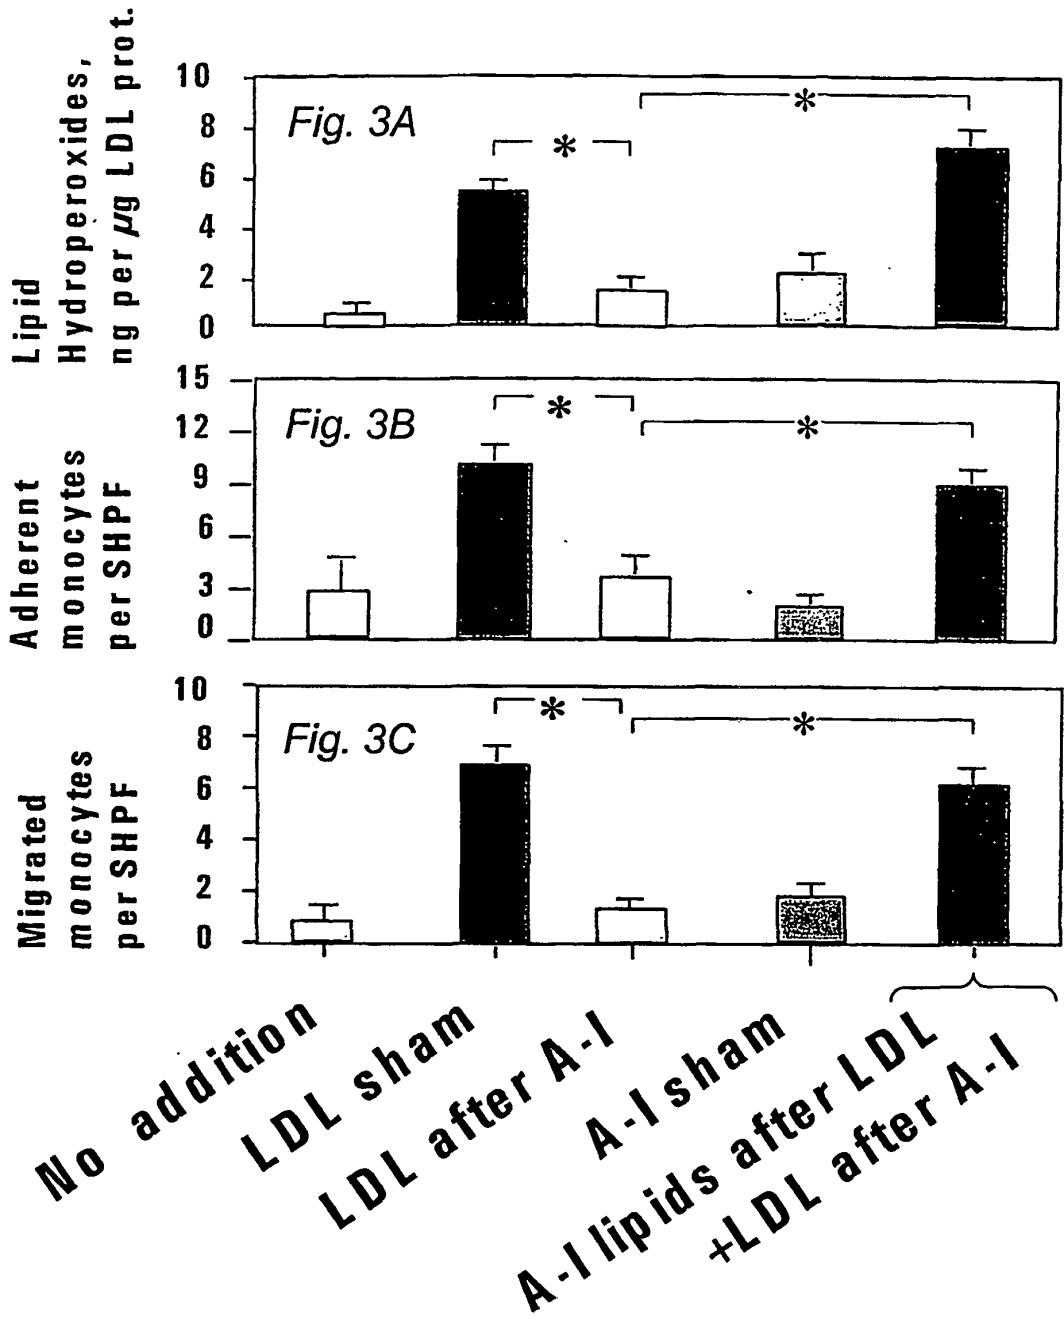 Lipid
Hydroperoxides,
ng per µg LDL prot.
10
8
6
4
2
0
Fig. 3A
*
*
Adherent
monocytes
per SHPF
15
12
9
6
3
0
Fig. 3B
*
*
Migrated
monocytes
per SHPF
10
8
6
4
2
0
Fig. 3C
*
*
No addition
LDL sham
LDL after A-I
A-I sham
A-I lipids after LDL
+LDL after A-I